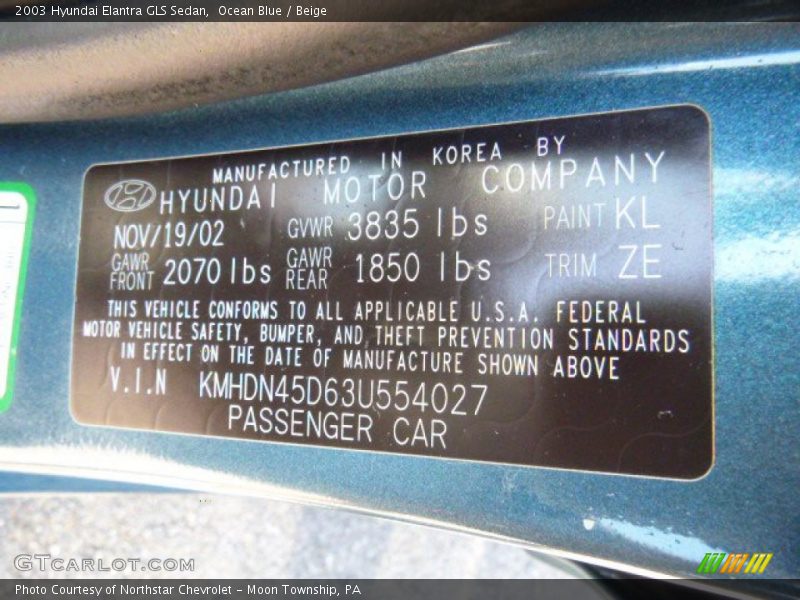 2003 Hyundai Elantra GLS Sedan,  Ocean Blue / Beige
MANUFACTURED IN KOREA BY
HYUNDAI MOTOR COMPANY
NOV/19/02 GVWR 3835 lbs PAINT KL
GAWR FRONT 2070 lbs GAWR REAR 1850 lbs TRIM ZE
THIS VEHICLE CONFORMS TO ALL APPLICABLE U.S.A. FEDERAL
MOTOR VEHICLE SAFETY, BUMPER, AND THEFT PREVENTION STANDARDS
IN EFFECT ON THE DATE OF MANUFACTURE SHOWN ABOVE
V.I.N KMHDN45D63U554027
PASSENGER CAR
GTCARLOT.COM
Photo Courtesy of Northstar Chevrolet - Moon Township, PA